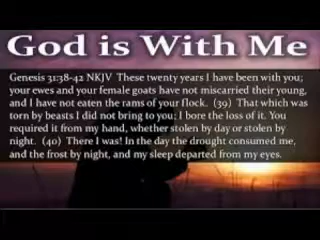 God is With Me
Genesis 31:38-42 NKJV  These twenty years I have been with you;
your ewes and your female goats have not miscarried their young,
and I have not eaten the rams of your flock.  (39)  That which was
torn by beasts I did not bring to you; I bore the loss of it. You
required it from my hand, whether stolen by day or stolen by
night.  (40)  There I was! In the day the drought consumed me,
and the frost by night, and my sleep departed from my eyes.